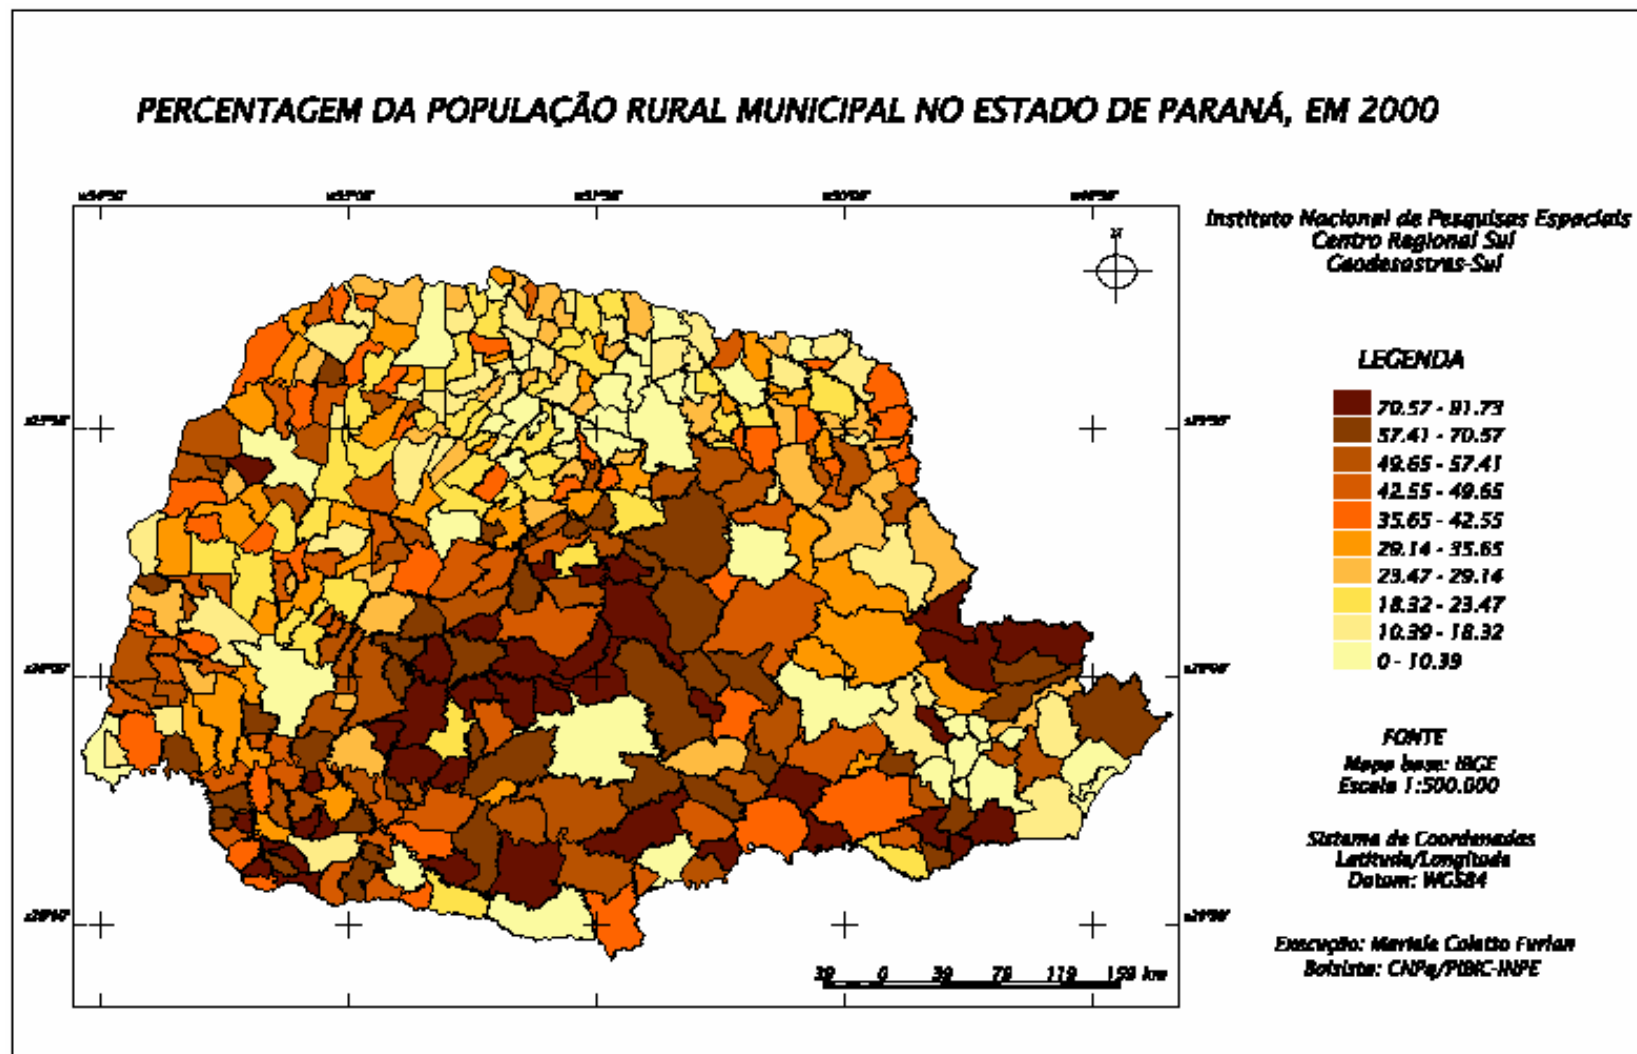 PERCENTAGEM DA POPULAÇÃO RURAL MUNICIPAL NO ESTADO DE PARANÁ, EM 2000
N
Instituto Nacional de Pesquisas Espaciais
Centro Regional Sul
Geodesastres-Sul
LEGENDA
70.57 - 91.73
57.41 - 70.57
49.65 - 57.41
42.55 - 49.65
35.65 - 42.55
29.14 - 35.65
23.47 - 29.14
18.32 - 23.47
10.39 - 18.32
0 - 10.39
FONTE
Mapa base: IBGE
Escala 1:500.000
Sistema de Coordenadas
Latitude/Longitude
Datum: WGS84
Execução: Coletto Furlan
Bolsista: CNPq/PIBIC-INPE
39 0 39 79 119 159 km